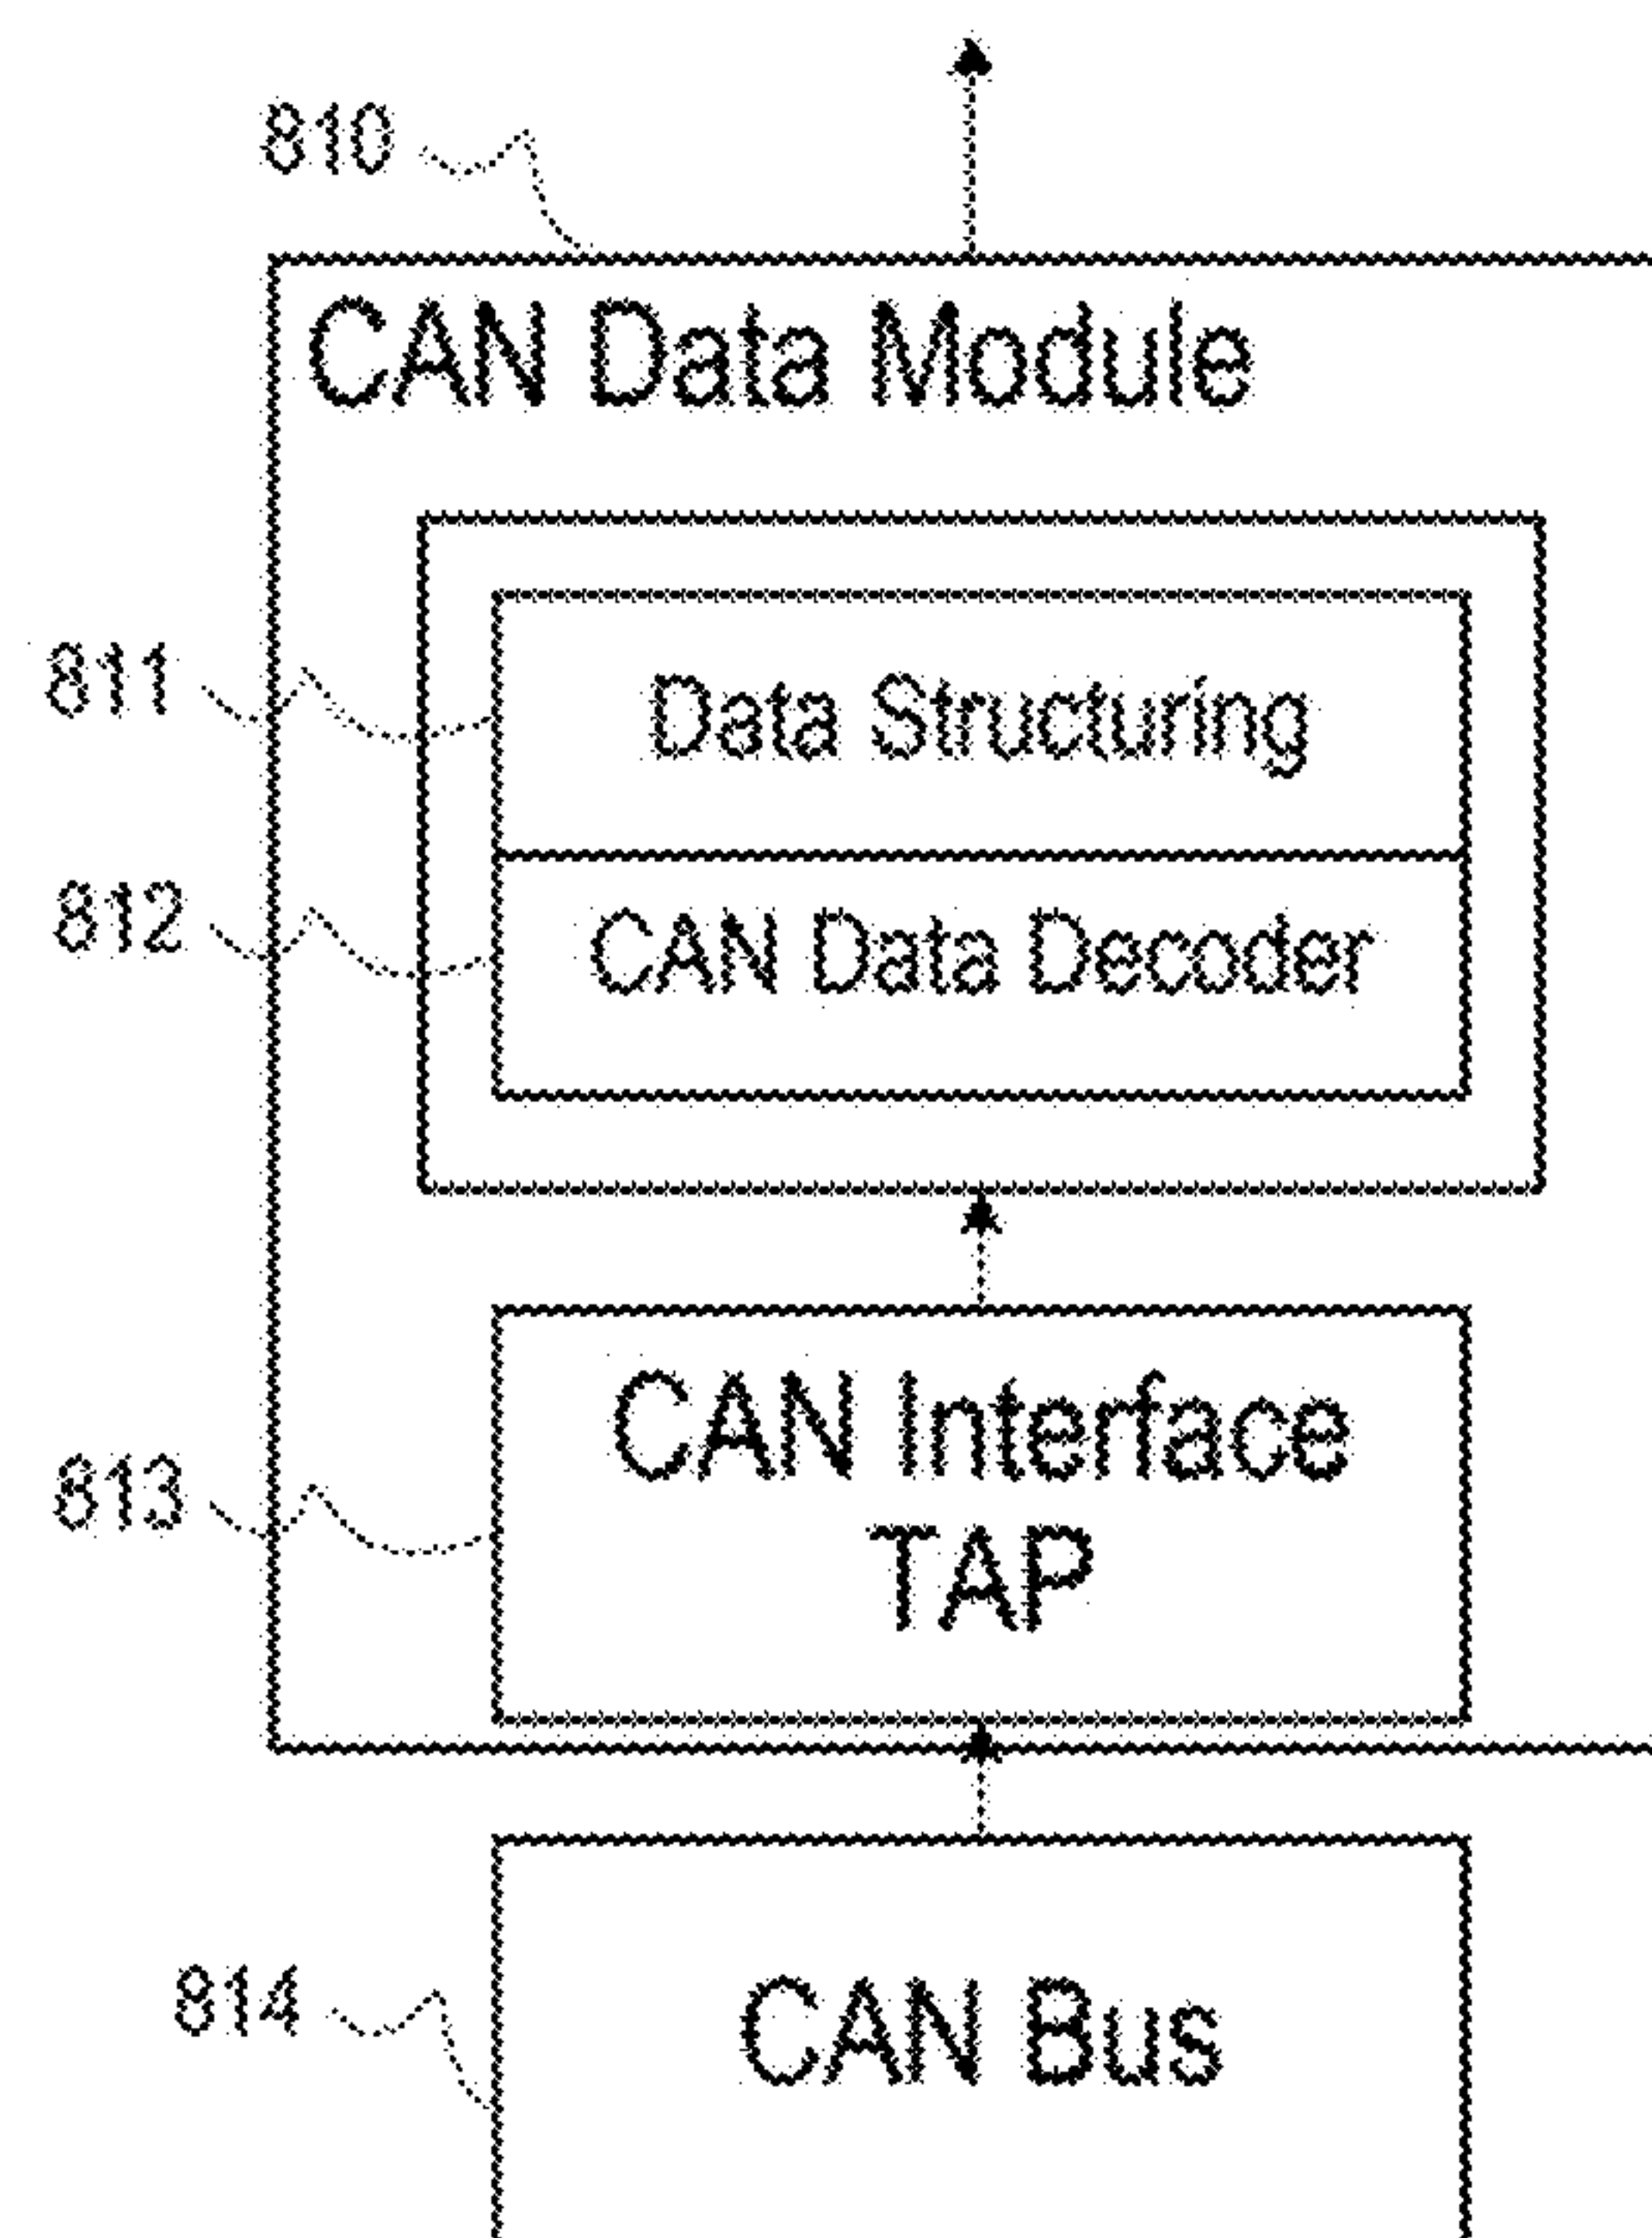 810
CAN Data Module
811
Data Structuring
812
CAN Data Decoder
813
CAN Interface
TAP
814
CAN Bus